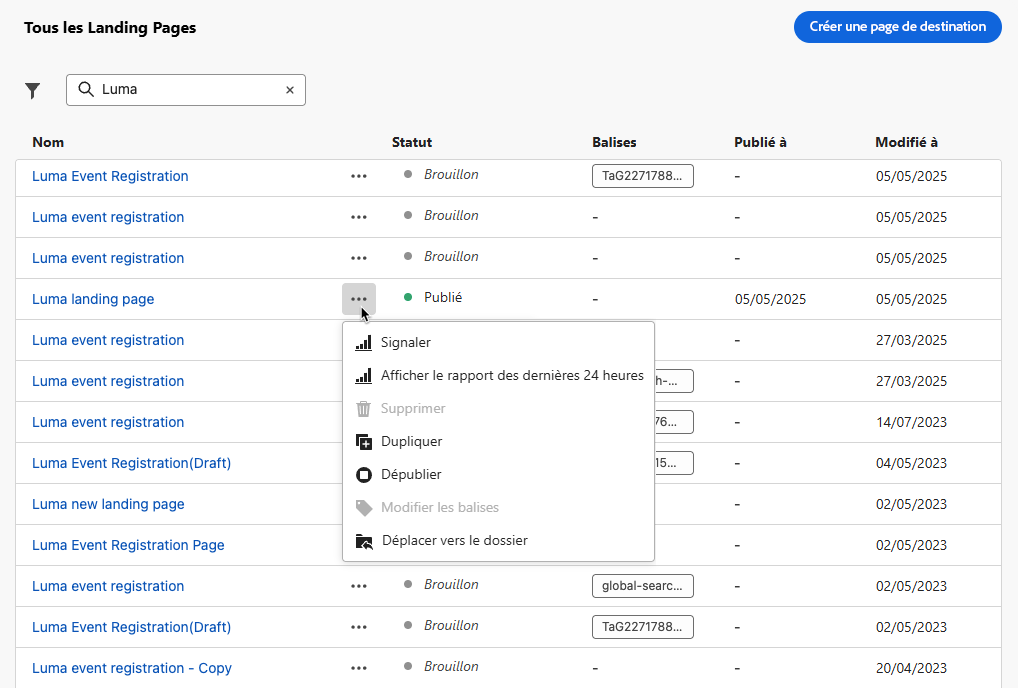 Tous les Landing Pages
Créer une page de destination
Luma
Nom Statut Balises Publié à Modifié à
Luma Event Registration ••• Brouillon TaG2271788... - 05/05/2025
Luma event registration ••• Brouillon - - 05/05/2025
Luma event registration ••• Brouillon - - 05/05/2025
Luma landing page ••• Publié - 05/05/2025 05/05/2025
Luma event registration - 27/03/2025
Luma event registration h-... - 27/03/2025
Luma event registration 76... - 14/07/2023
Luma Event Registration(Draft) 15... - 04/05/2023
Luma new landing page - 02/05/2023
Luma Event Registration Page - 02/05/2023
Signaler
Afficher le rapport des dernières 24 heures
Supprimer
Dupliquer
Dépublier
Modifier les balises
Déplacer vers le dossier
Luma event registration ••• Brouillon global-searc... - 02/05/2023
Luma Event Registration(Draft) ••• Brouillon TaG2271788... - 02/05/2023
Luma event registration - Copy ••• Brouillon - - 20/04/2023